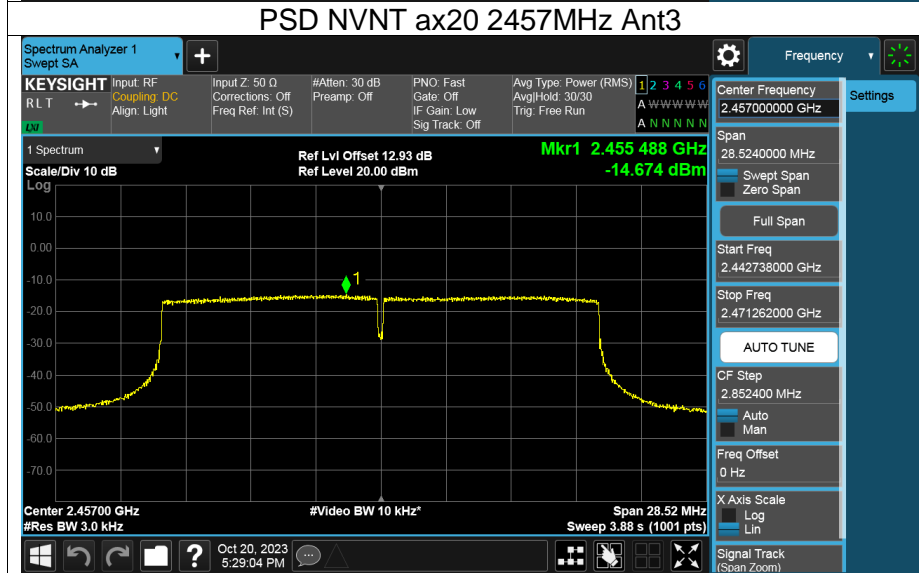 PSD NVNT ax20 2457MHz Ant3
Spectrum Analyzer 1
Swept SA
+
Frequency
KEYSIGHT
RLT
LXI
Input: RF
Coupling: DC
Align: Light
Input Z: 50 Ω
Corrections: Off
Freq Ref: Int (S)
#Atten: 30 dB
Preamp: Off
PNO: Fast
Gate: Off
IF Gain: Low
Sig Track: Off
Avg Type: Power (RMS)
Avg|Hold: 30/30
Trig: Free Run
1 2 3 4 5 6
A W W W W W
A N N N N N
1 Spectrum
Scale/Div 10 dB
Ref Lvl Offset 12.93 dB
Ref Level 20.00 dBm
Mkr1 2.455 488 GHz
-14.674 dBm
Log
10.0
0.00
-10.0
-20.0
-30.0
-40.0
-50.0
-60.0
-70.0
1
Center 2.45700 GHz
#Res BW 3.0 kHz
#Video BW 10 kHz*
Span 28.52 MHz
Sweep 3.88 s (1001 pts)
Center Frequency
2.457000000 GHz
Settings
Span
28.5240000 MHz
Swept Span
Zero Span
Full Span
Start Freq
2.442738000 GHz
Stop Freq
2.471262000 GHz
AUTO TUNE
CF Step
2.852400 MHz
Auto
Man
Freq Offset
0 Hz
X Axis Scale
Log
Lin
Signal Track
(Span Zoom)
?
Oct 20, 2023
5:29:04 PM